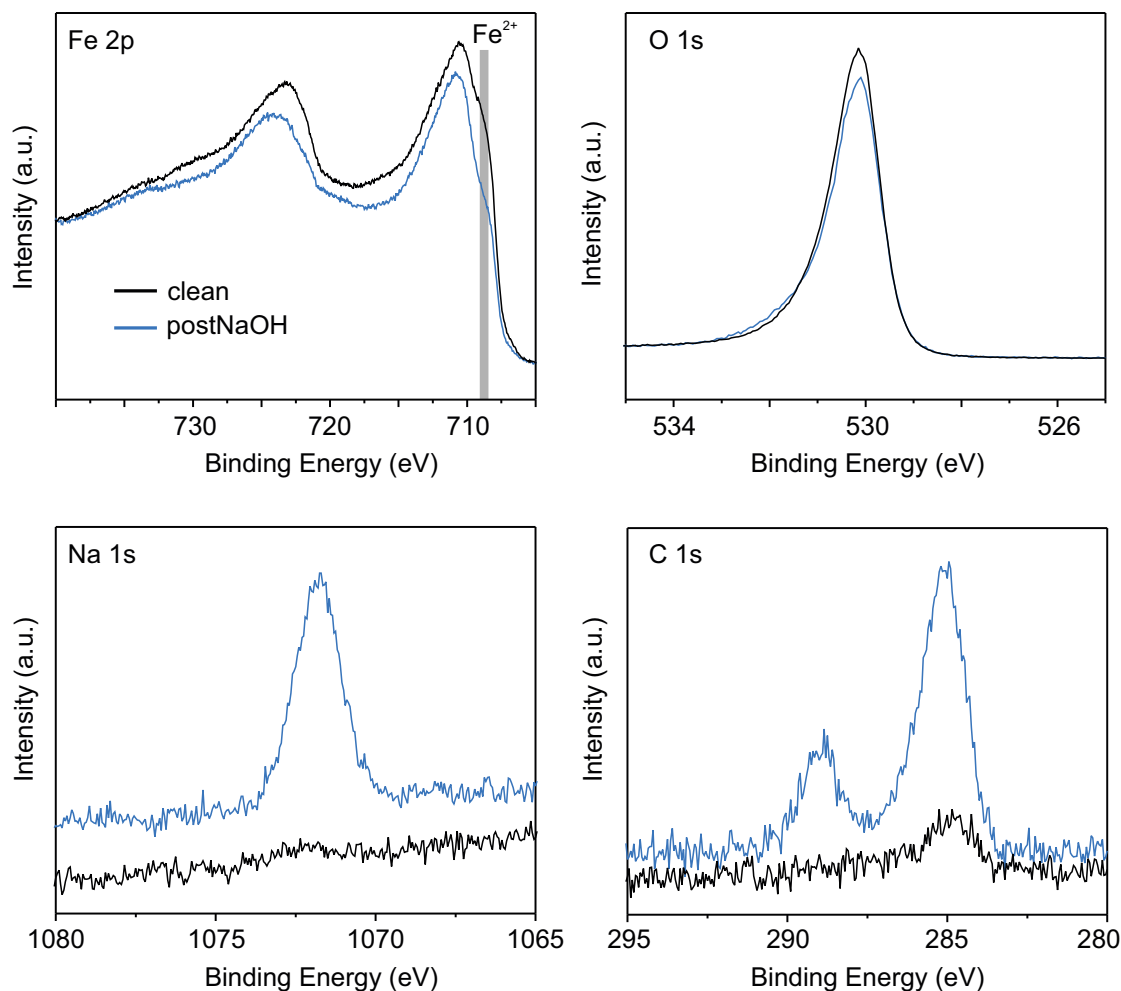 Fe 2p
Fe²⁺
clean
postNaOH
Intensity (a.u.)
730
720
710
Binding Energy (eV)
O 1s
Intensity (a.u.)
534
530
526
Binding Energy (eV)
Na 1s
Intensity (a.u.)
1080
1075
1070
1065
Binding Energy (eV)
C 1s
Intensity (a.u.)
295
290
285
280
Binding Energy (eV)